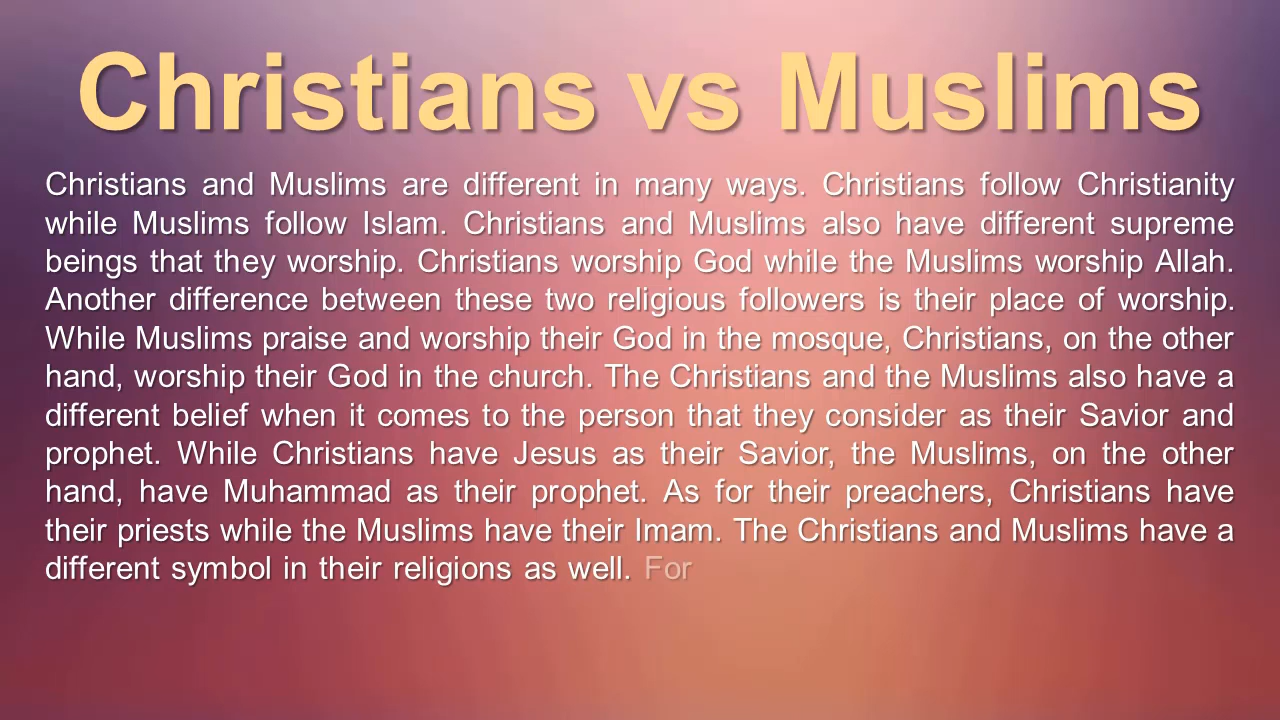 Christians vs Muslims
Christians and Muslims are different in many ways. Christians follow Christianity
while Muslims follow Islam. Christians and Muslims also have different supreme
beings that they worship. Christians worship God while the Muslims worship Allah.
Another difference between these two religious followers is their place of worship.
While Muslims praise and worship their God in the mosque, Christians, on the other
hand, worship their God in the church. The Christians and the Muslims also have a
different belief when it comes to the person that they consider as their Savior and
prophet. While Christians have Jesus as their Savior, the Muslims, on the other
hand, have Muhammad as their prophet. As for their preachers, Christians have
their priests while the Muslims have their Imam. The Christians and Muslims have a
different symbol in their religions as well. For